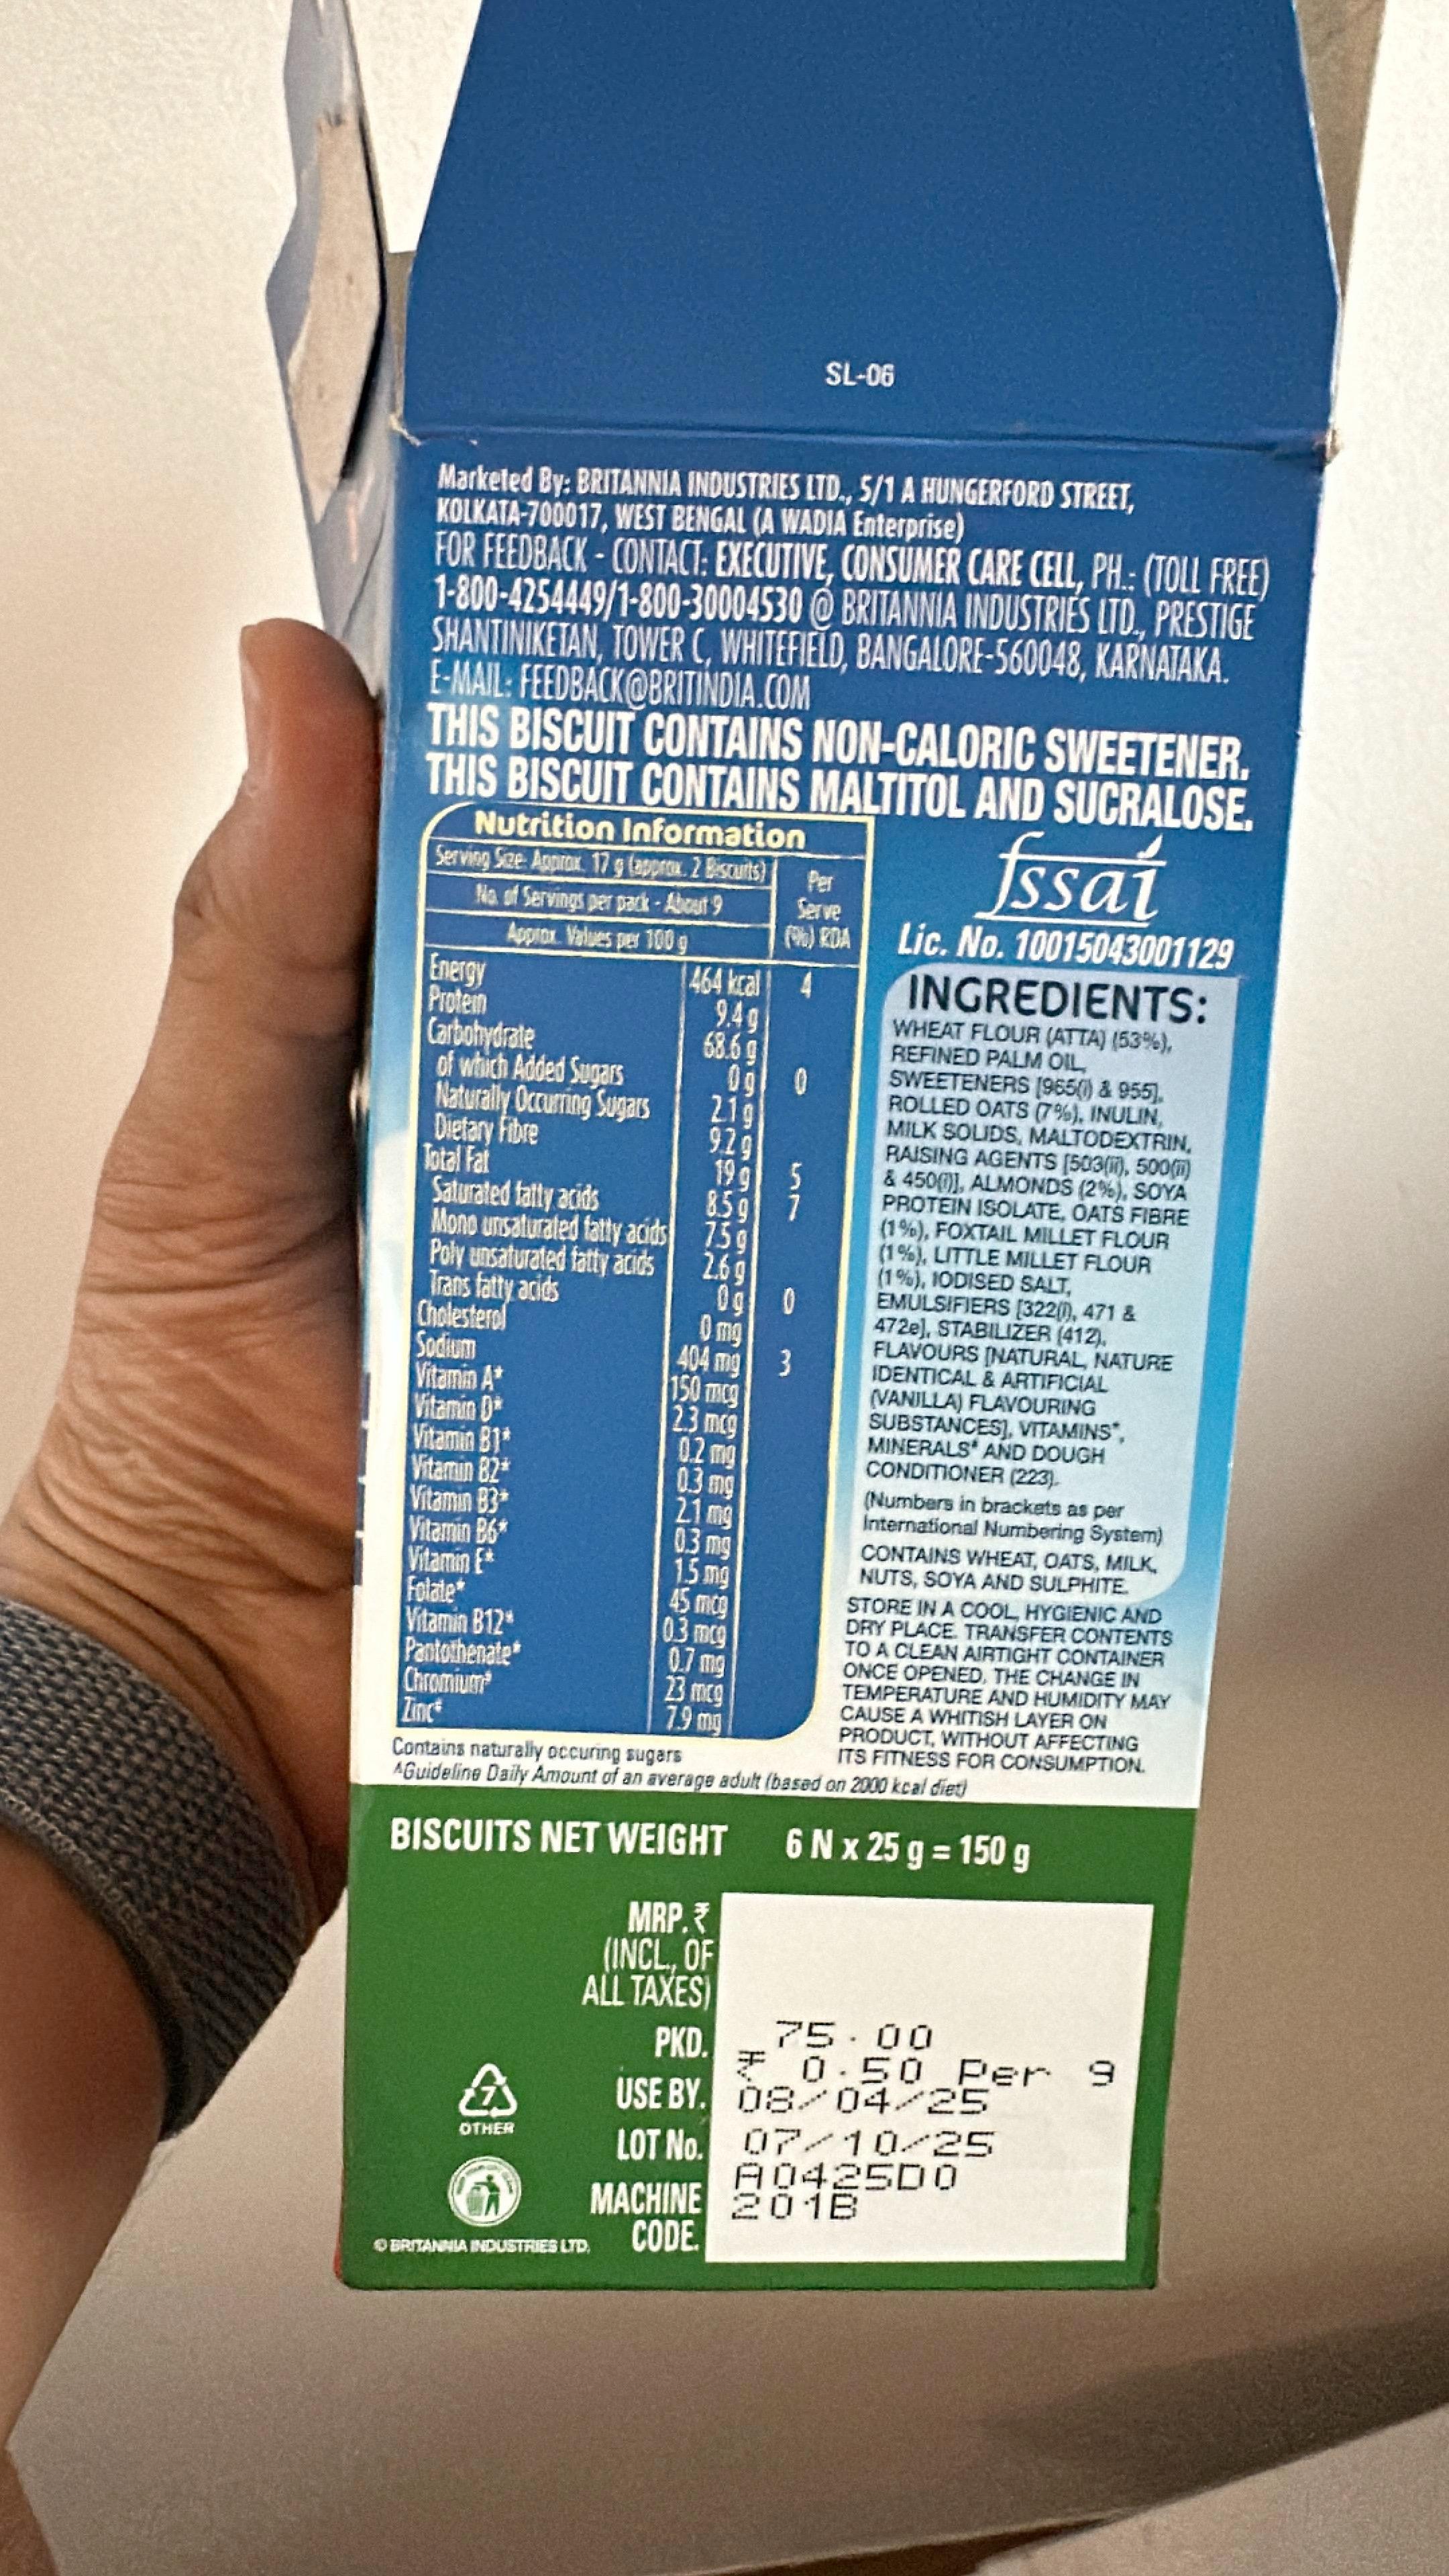 SL-06
Marketed By: BRITANNIA INDUSTRIES LTD., 5/1 A HUNGERFORD STREET,
KOLKATA-700017, WEST BENGAL (A WADIA Enterprise)
FOR FEEDBACK - CONTACT: EXECUTIVE, CONSUMER CARE CELL, PH.: (TOLL FREE)
1-800-4254449/1-800-30004530 @ BRITANNIA INDUSTRIES LTD., PRESTIGE
SHANTINIKETAN, TOWER C, WHITEFIELD, BANGALORE-560048, KARNATAKA.
E-MAIL: FEEDBACK@BRITINDIA.COM
THIS BISCUIT CONTAINS NON-CALORIC SWEETENER.
THIS BISCUIT CONTAINS MALTITOL AND SUCRALOSE.
Nutrition Information
Serving Size: Approx. 17 g (approx. 2 Biscuits)
No. of Servings per pack - About 9
Approx. Values per 100 g
Per
Serve
(%) RDA
Energy 464 kcal 4
Protein 9.4 g
Carbohydrate 68.6 g
of which Added Sugars 0 g 0
Naturally Occurring Sugars 2.1 g
Dietary Fibre 9.2 g
Total Fat 19 g 5
Saturated fatty acids 8.5 g 7
Mono unsaturated fatty acids 7.5 g
Poly unsaturated fatty acids 2.6 g
Trans fatty acids 0 g 0
Cholesterol 0 mg
Sodium 404 mg 3
Vitamin A* 150 mcg
Vitamin D* 2.3 mcg
Vitamin B1* 0.2 mg
Vitamin B2* 0.3 mg
Vitamin B3* 2.1 mg
Vitamin B6* 0.3 mg
Vitamin E* 1.5 mg
Folate* 45 mcg
Vitamin B12* 0.3 mcg
Pantothenate* 0.7 mg
Chromium# 23 mcg
Zinc# 7.9 mg
Contains naturally occuring sugars
^Guideline Daily Amount of an average adult (based on 2000 kcal diet)
fssai
Lic. No. 10015043001129
INGREDIENTS:
WHEAT FLOUR (ATTA) (53%),
REFINED PALM OIL,
SWEETENERS [965(i) & 955],
ROLLED OATS (7%), INULIN,
MILK SOLIDS, MALTODEXTRIN,
RAISING AGENTS [503(ii), 500(ii)
& 450(i)], ALMONDS (2%), SOYA
PROTEIN ISOLATE, OATS FIBRE
(1%), FOXTAIL MILLET FLOUR
(1%), LITTLE MILLET FLOUR
(1%), IODISED SALT,
EMULSIFIERS [322(i), 471 &
472e], STABILIZER (412),
FLAVOURS [NATURAL, NATURE
IDENTICAL & ARTIFICIAL
(VANILLA) FLAVOURING
SUBSTANCES], VITAMINS*,
MINERALS# AND DOUGH
CONDITIONER (223).
(Numbers in brackets as per
International Numbering System)
CONTAINS WHEAT, OATS, MILK,
NUTS, SOYA AND SULPHITE.
STORE IN A COOL, HYGIENIC AND
DRY PLACE. TRANSFER CONTENTS
TO A CLEAN AIRTIGHT CONTAINER
ONCE OPENED, THE CHANGE IN
TEMPERATURE AND HUMIDITY MAY
CAUSE A WHITISH LAYER ON
PRODUCT, WITHOUT AFFECTING
ITS FITNESS FOR CONSUMPTION.
BISCUITS NET WEIGHT 6 N x 25 g = 150 g
MRP. ₹
(INCL., OF
ALL TAXES)
PKD.
USE BY.
LOT No.
MACHINE
CODE.
75.00
₹ 0.50 Per g
08/04/25
07/10/25
A0425D0
201B
7
OTHER
© BRITANNIA INDUSTRIES LTD.